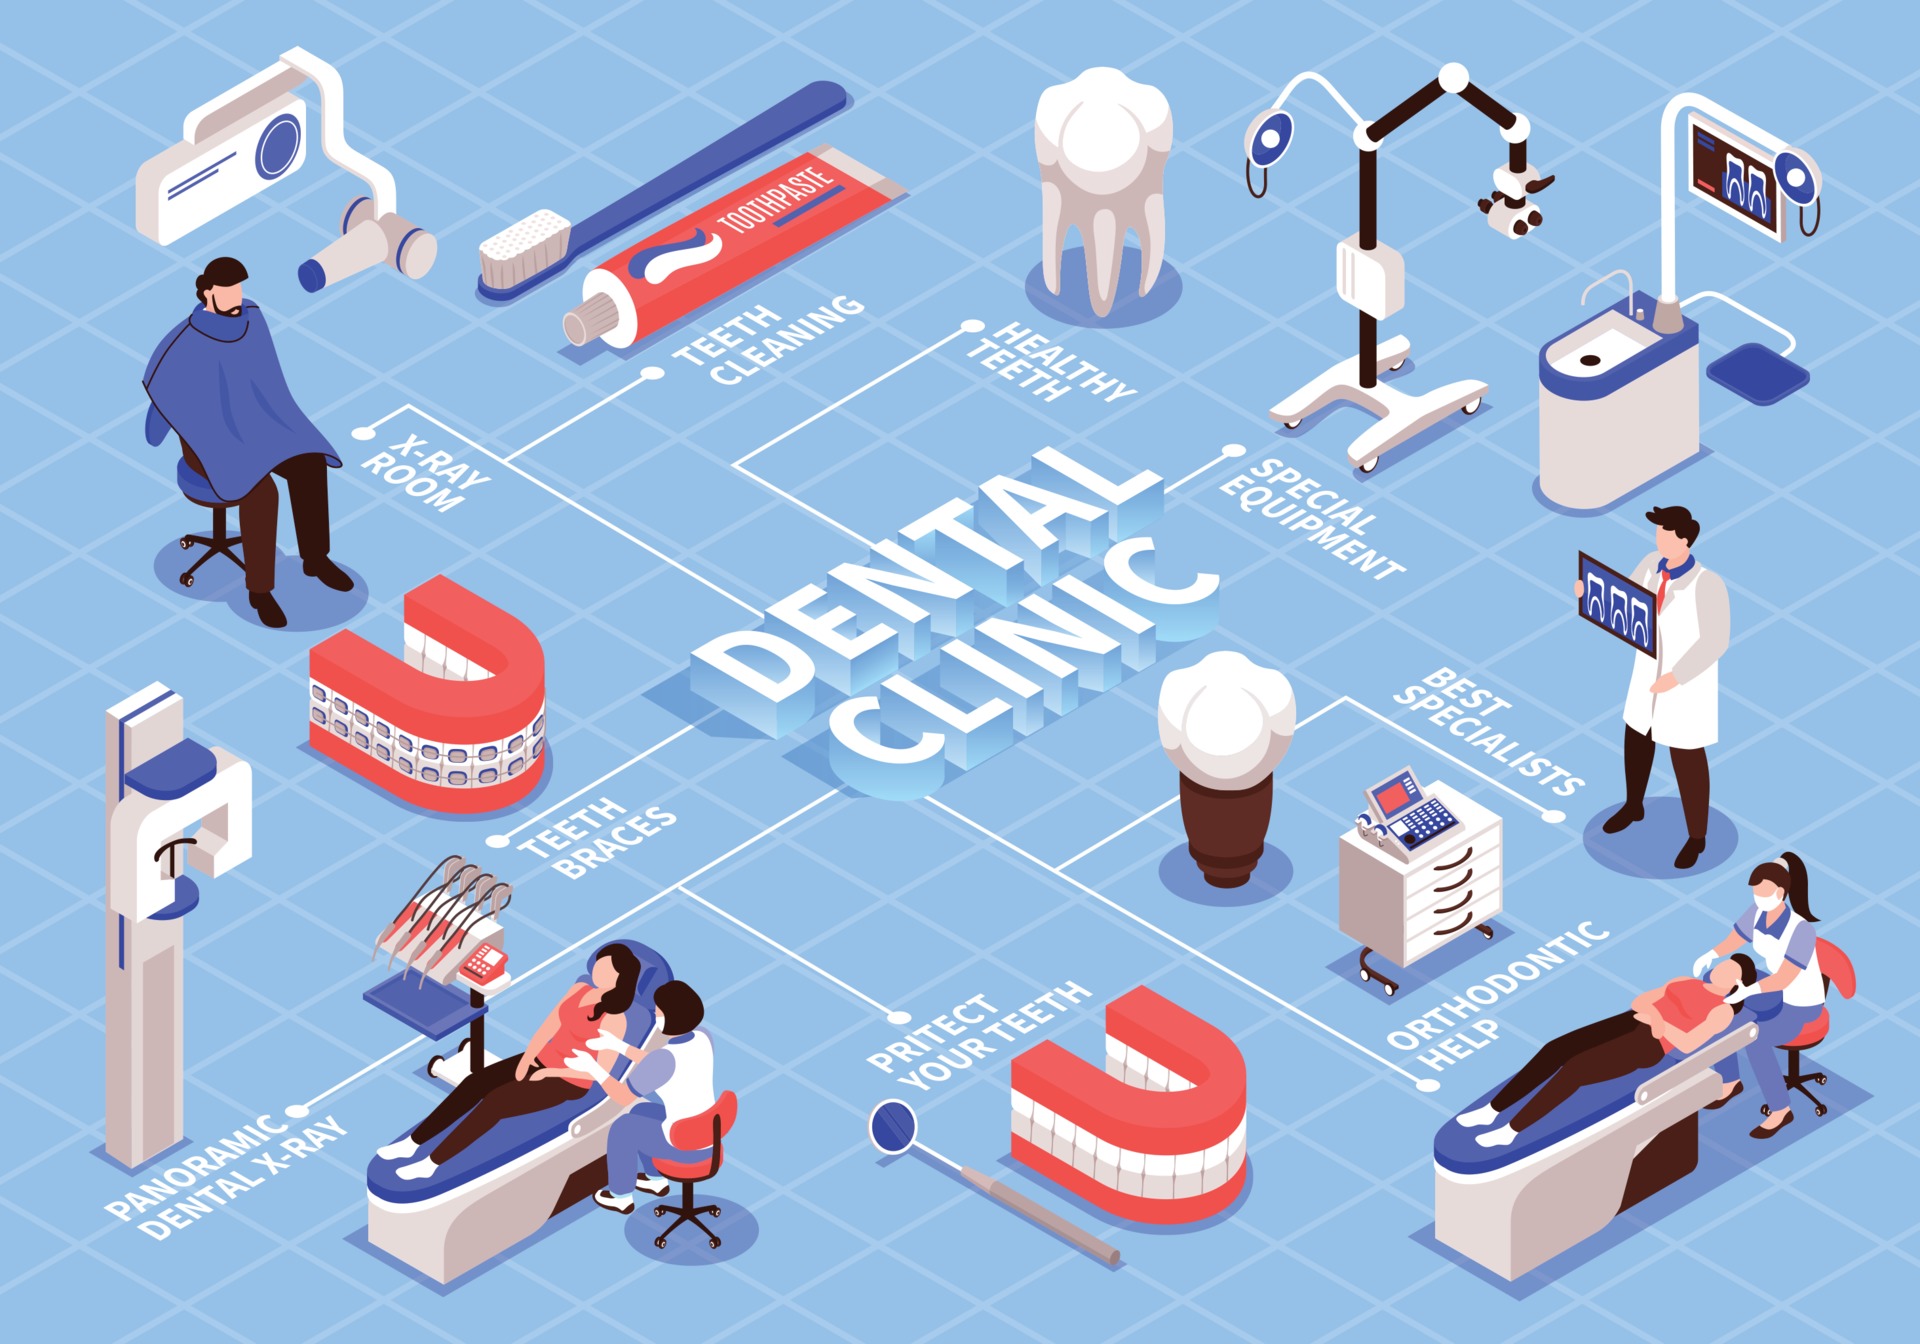 TOOTHPASTE
TEETH
CLEANING
HEALTHY
TEETH
X-RAY
ROOM
SPECIAL
EQUIPMENT
DENTAL
CLINIC
BEST
SPECIALISTS
TEETH
BRACES
ORTHODONTIC
HELP
PRITECT
YOUR TEETH
PANORAMIC
DENTAL X-RAY